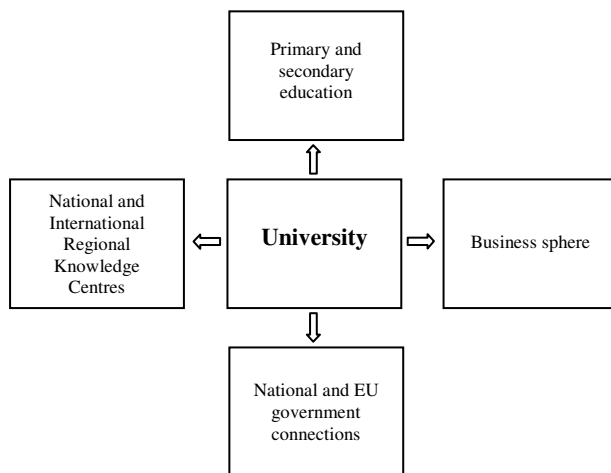 Primary and
secondary
education
National and
International
Regional
Knowledge
Centres
University
Business sphere
National and EU
government
connections